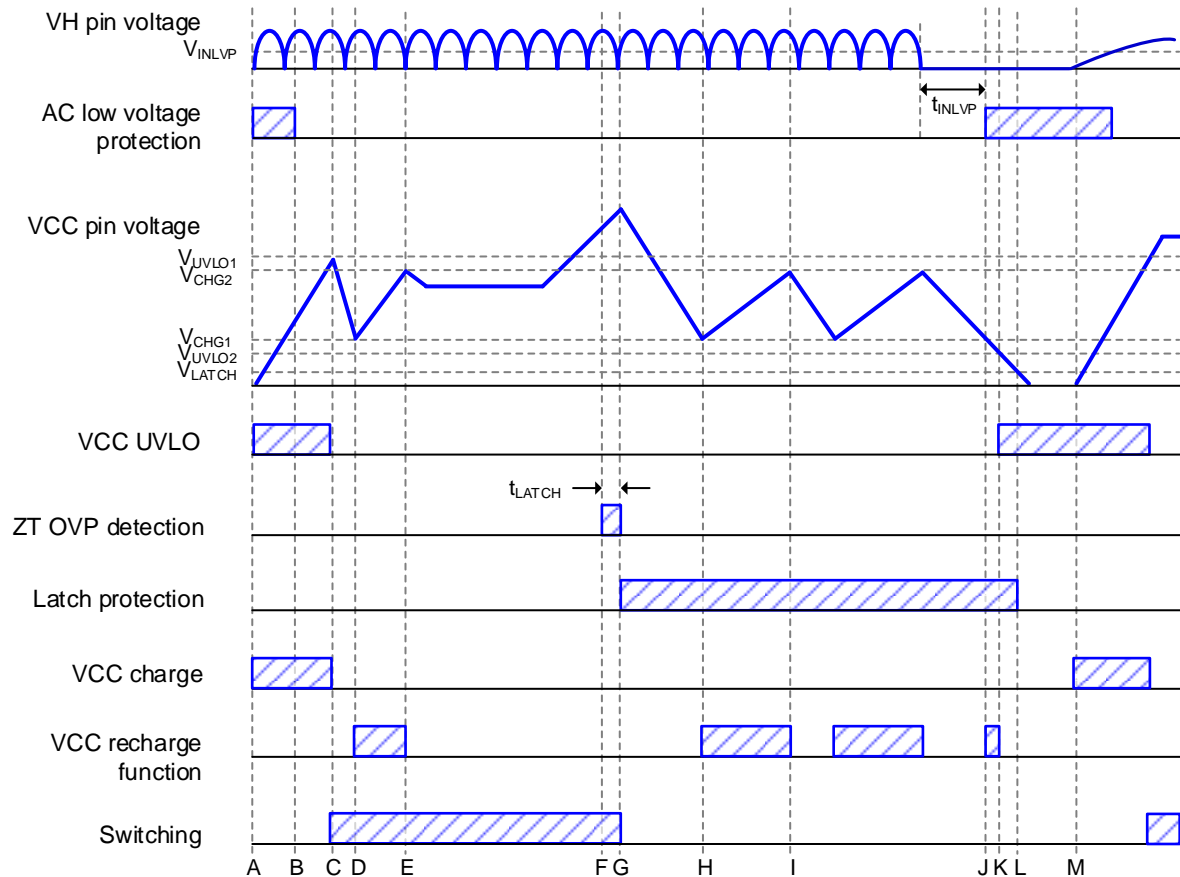 VH pin voltage
VINLVP
tINLVP
AC low voltage
protection
VCC pin voltage
VUVLO1
VCHG2
VCHG1
VUVLO2
VLATCH
VCC UVLO
tLATCH
ZT OVP detection
Latch protection
VCC charge
VCC recharge
function
Switching
A B C D E F G H I J K L M